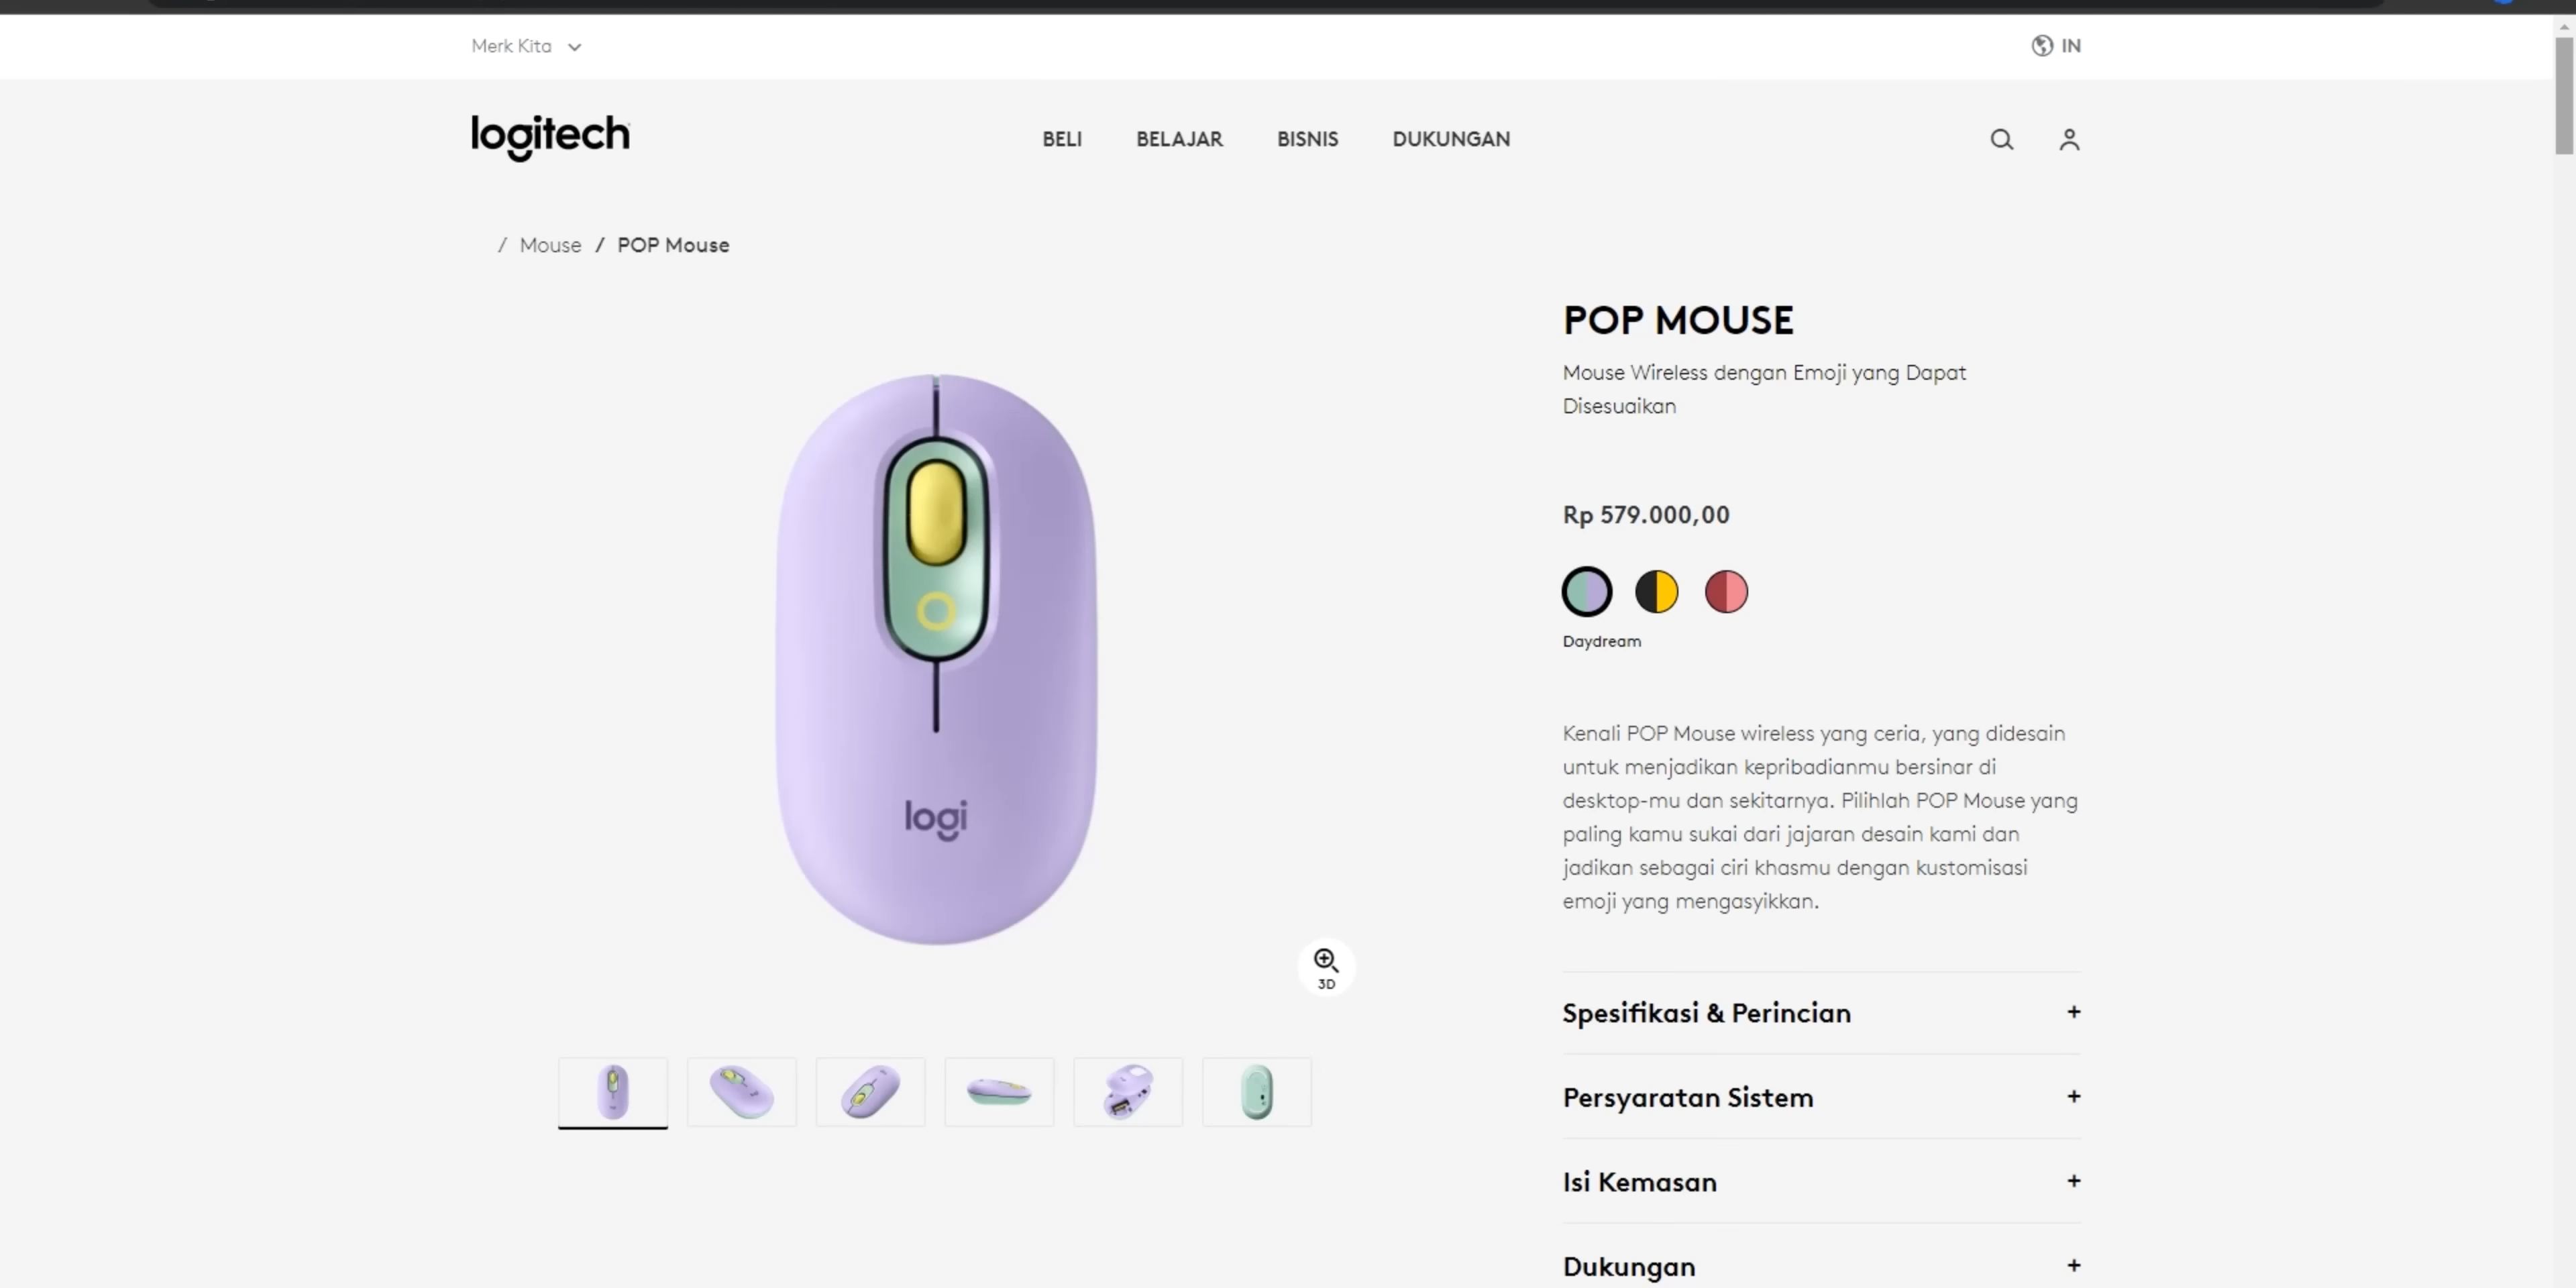 Merk Kita
IN
logitech
BELI
BELAJAR
BISNIS
DUKUNGAN
/ Mouse / POP Mouse
POP MOUSE
Mouse Wireless dengan Emoji yang Dapat
Disesuaikan
Rp 579.000,00
Daydream
Kenali POP Mouse wireless yang ceria, yang didesain
untuk menjadikan kepribadianmu bersinar di
desktop-mu dan sekitarnya. Pilihlah POP Mouse yang
paling kamu sukai dari jajaran desain kami dan
jadikan sebagai ciri khasmu dengan kustomisasi
emoji yang mengasyikkan.
logi
3D
Spesifikasi & Perincian +
Persyaratan Sistem +
Isi Kemasan +
Dukungan +